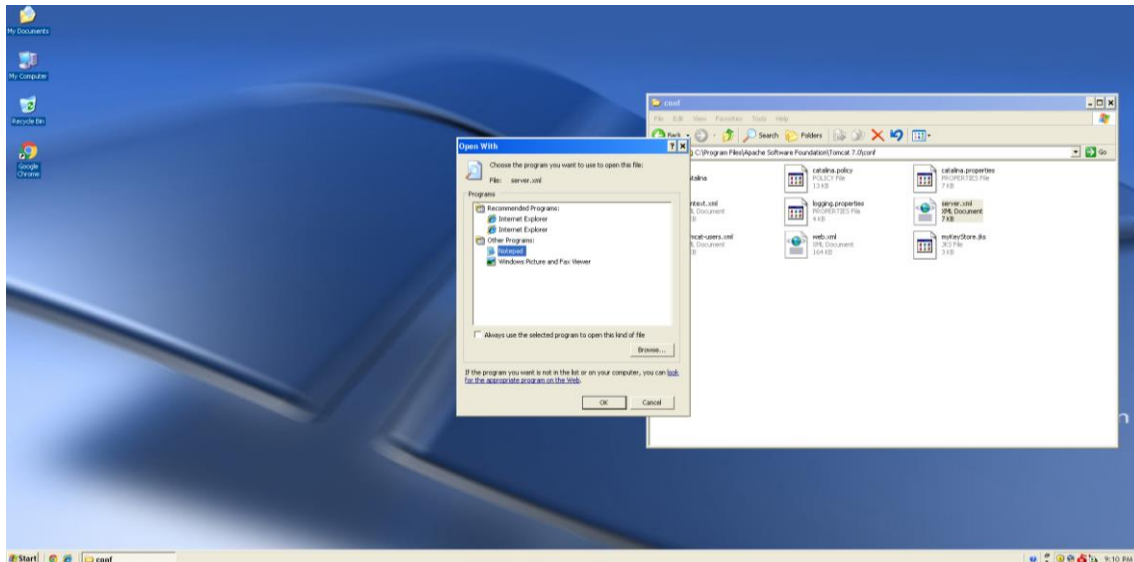 My Documents
My Computer
Recycle Bin
Google
Chrome
Open With
Choose the program you want to use to open this file:
File: server.xml
Programs
Recommended Programs:
Internet Explorer
Internet Explorer
Other Programs:
Notepad
Windows Picture and Fax Viewer
Always use the selected program to open this kind of file
Browse...
If the program you want is not in the list or on your computer, you can look
for the appropriate program on the Web.
OK Cancel
conf
File Edit View Favorites Tools Help
Back Search Folders
C:\Program Files\Apache Software Foundation\Tomcat 7.0\conf Go
catalina.policy
POLICY File
13 KB
catalina.properties
PROPERTIES File
7 KB
logging.properties
PROPERTIES File
4 KB
server.xml
XML Document
7 KB
web.xml
XML Document
164 KB
myKeyStore.jks
JKS File
3 KB
Start conf 9:10 PM